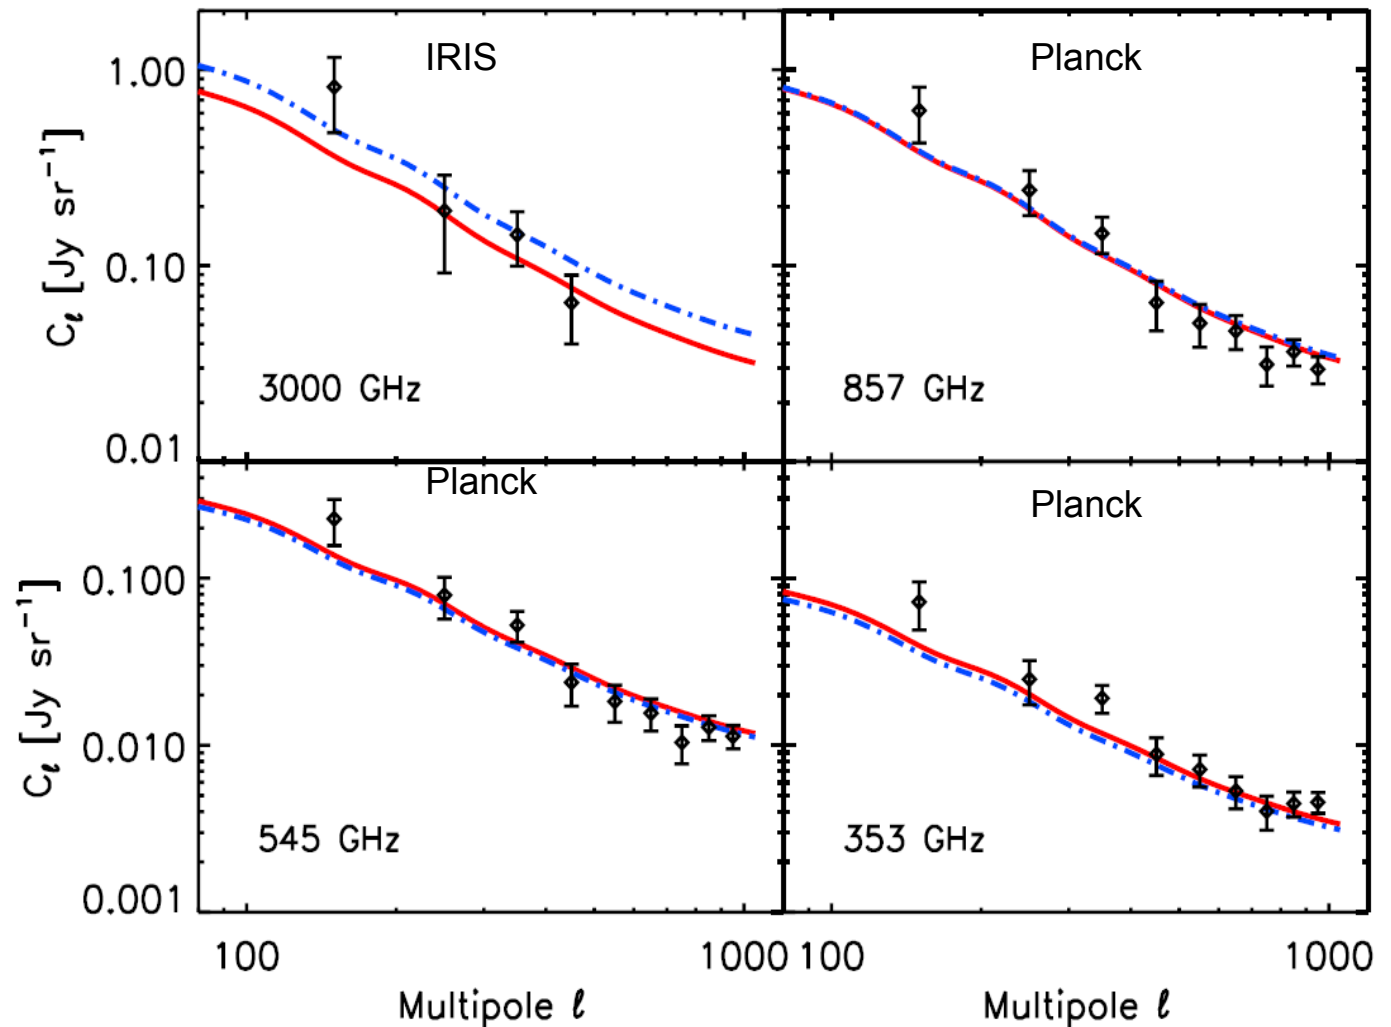 IRIS
Planck
C_ℓ [Jy sr⁻¹]
1.00
0.10
0.01
3000 GHz
857 GHz
Planck
Planck
C_ℓ [Jy sr⁻¹]
0.100
0.010
0.001
545 GHz
353 GHz
100
1000
100
1000
Multipole ℓ
Multipole ℓ